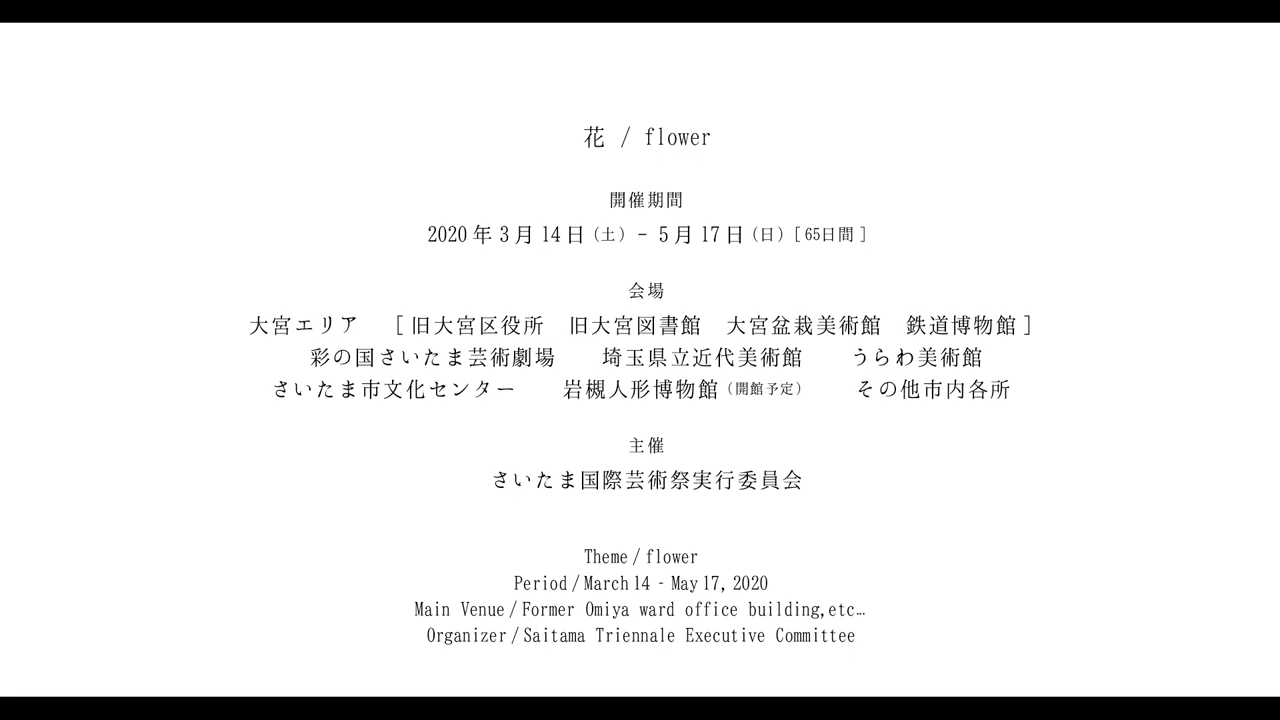 花 / flower
開催期間
2020年3月14日（土）– 5月17日（日）[ 65日間 ]
会場
大宮エリア [ 旧大宮区役所 旧大宮図書館 大宮盆栽美術館 鉄道博物館 ]
彩の国さいたま芸術劇場 埼玉県立近代美術館 うらわ美術館
さいたま市文化センター 岩槻人形博物館（開館予定） その他市内各所
主催
さいたま国際芸術祭実行委員会
Theme / flower
Period / March 14 - May 17, 2020
Main Venue / Former Omiya ward office building,etc…
Organizer / Saitama Triennale Executive Committee